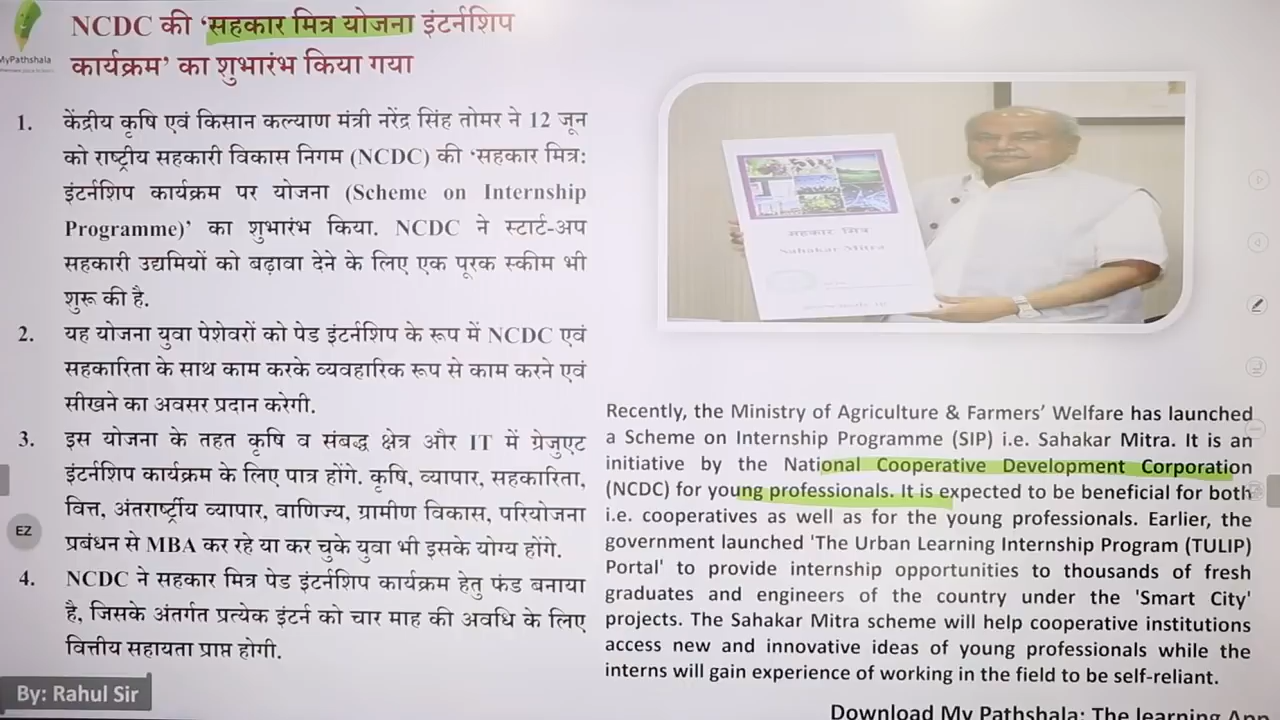 NCDC की ‘सहकार मित्र योजना इंटर्नशिप
कार्यक्रम’ का शुभारंभ किया गया
MyPathshala
1. केंद्रीय कृषि एवं किसान कल्याण मंत्री नरेंद्र सिंह तोमर ने 12 जून
को राष्ट्रीय सहकारी विकास निगम (NCDC) की ‘सहकार मित्र:
इंटर्नशिप कार्यक्रम पर योजना (Scheme on Internship
Programme)’ का शुभारंभ किया. NCDC ने स्टार्ट-अप
सहकारी उद्यमियों को बढ़ावा देने के लिए एक पूरक स्कीम भी
शुरू की है.
2. यह योजना युवा पेशेवरों को पेड इंटर्नशिप के रूप में NCDC एवं
सहकारिता के साथ काम करके व्यवहारिक रूप से काम करने एवं
सीखने का अवसर प्रदान करेगी.
3. इस योजना के तहत कृषि व संबद्ध क्षेत्र और IT में ग्रेजुएट
इंटर्नशिप कार्यक्रम के लिए पात्र होंगे. कृषि, व्यापार, सहकारिता,
वित्त, अंतरार्ष्ट्रीय व्यापार, वाणिज्य, ग्रामीण विकास, परियोजना
प्रबंधन से MBA कर रहे या कर चुके युवा भी इसके योग्य होंगे.
4. NCDC ने सहकार मित्र पेड इंटर्नशिप कार्यक्रम हेतु फंड बनाया
है, जिसके अंतर्गत प्रत्येक इंटर्न को चार माह की अवधि के लिए
वित्तीय सहायता प्राप्त होगी.
EZ
By: Rahul Sir
सहकार मित्र
Sahakar Mitra
Recently, the Ministry of Agriculture & Farmers’ Welfare has launched
a Scheme on Internship Programme (SIP) i.e. Sahakar Mitra. It is an
initiative by the National Cooperative Development Corporation
(NCDC) for young professionals. It is expected to be beneficial for both
i.e. cooperatives as well as for the young professionals. Earlier, the
government launched 'The Urban Learning Internship Program (TULIP)
Portal' to provide internship opportunities to thousands of fresh
graduates and engineers of the country under the 'Smart City'
projects. The Sahakar Mitra scheme will help cooperative institutions
access new and innovative ideas of young professionals while the
interns will gain experience of working in the field to be self-reliant.
Download My Pathshala: The learning App